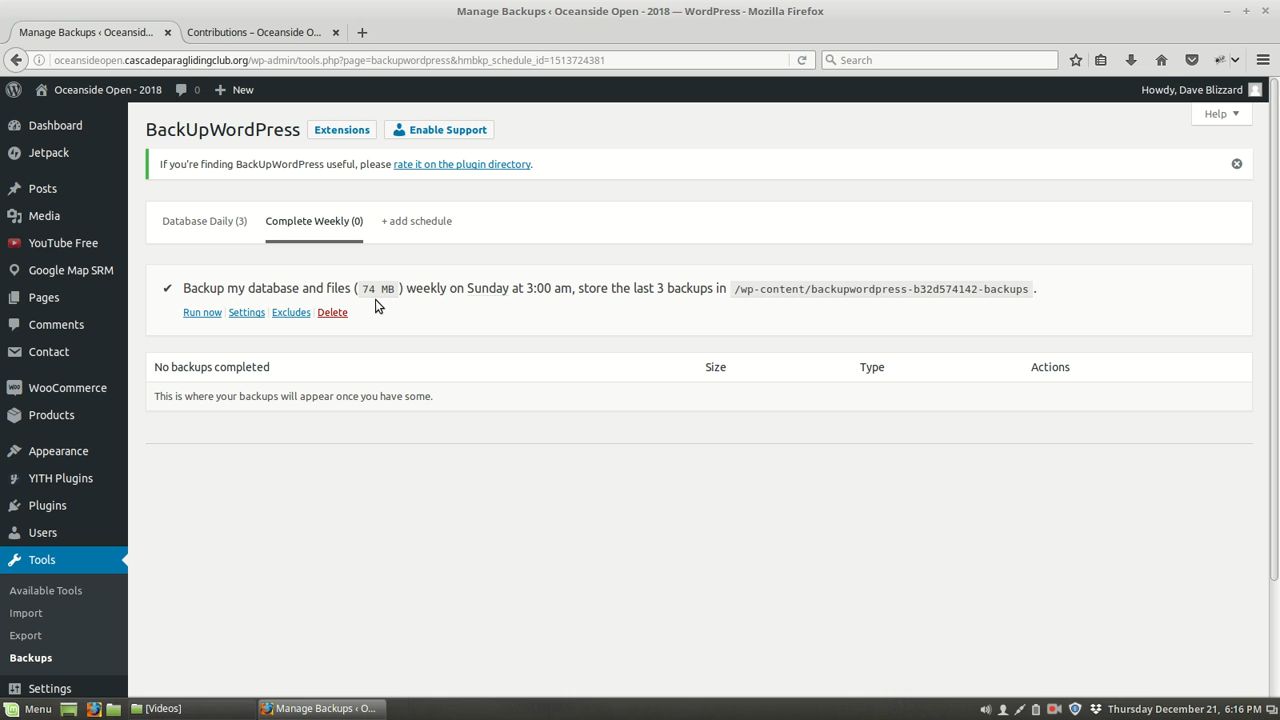 Manage Backups ‹ Oceanside Open - 2018 — WordPress - Mozilla Firefox
Manage Backups ‹ Oceansid...
Contributions – Oceanside O...
oceansideopen.cascadeparaglidingclub.org/wp-admin/tools.php?page=backupwordpress&hmbkp_schedule_id=1513724381
Search
Oceanside Open - 2018
0
New
Howdy, Dave Blizzard
Help
Dashboard
Jetpack
Posts
Media
YouTube Free
Google Map SRM
Pages
Comments
Contact
WooCommerce
Products
Appearance
YITH Plugins
Plugins
Users
Tools
Available Tools
Import
Export
Backups
Settings
BackUpWordPress
Extensions
Enable Support
If you're finding BackUpWordPress useful, please rate it on the plugin directory.
Database Daily (3)
Complete Weekly (0)
+ add schedule
✔ Backup my database and files ( 74 MB ) weekly on Sunday at 3:00 am, store the last 3 backups in /wp-content/backupwordpress-b32d574142-backups .
Run now | Settings | Excludes | Delete
No backups completed
Size
Type
Actions
This is where your backups will appear once you have some.
Menu
[Videos]
Manage Backups ‹ O...
Thursday December 21, 6:16 PM